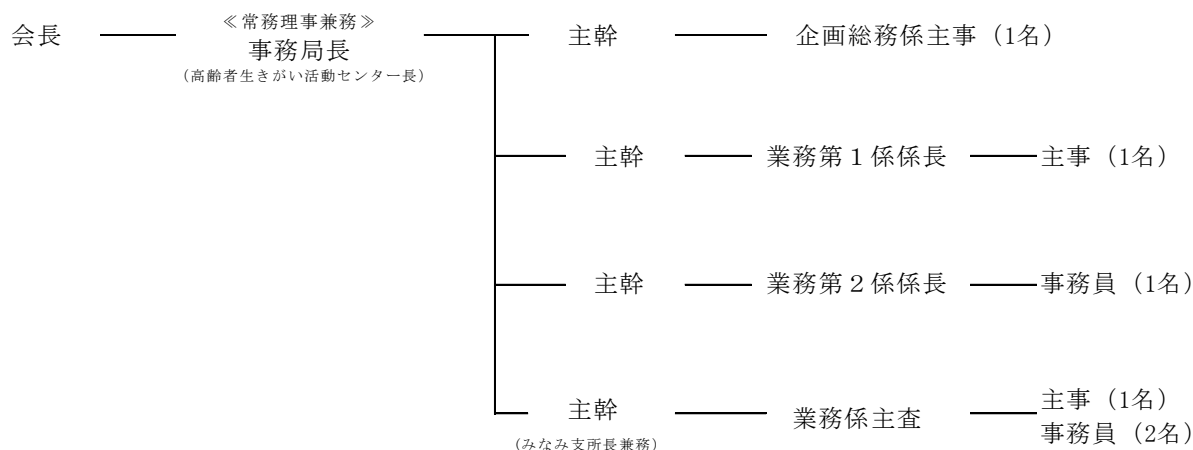 ≪常務理事兼務≫
会長 事務局長 主幹 企画総務係主事 (1名)
(高齢者生きがい活動センター長)
主幹 業務第1係係長 主事 (1名)
主幹 業務第2係係長 事務員 (1名)
主幹 業務係主査 主事 (1名)
事務員 (2名)
(みなみ支所長兼務)